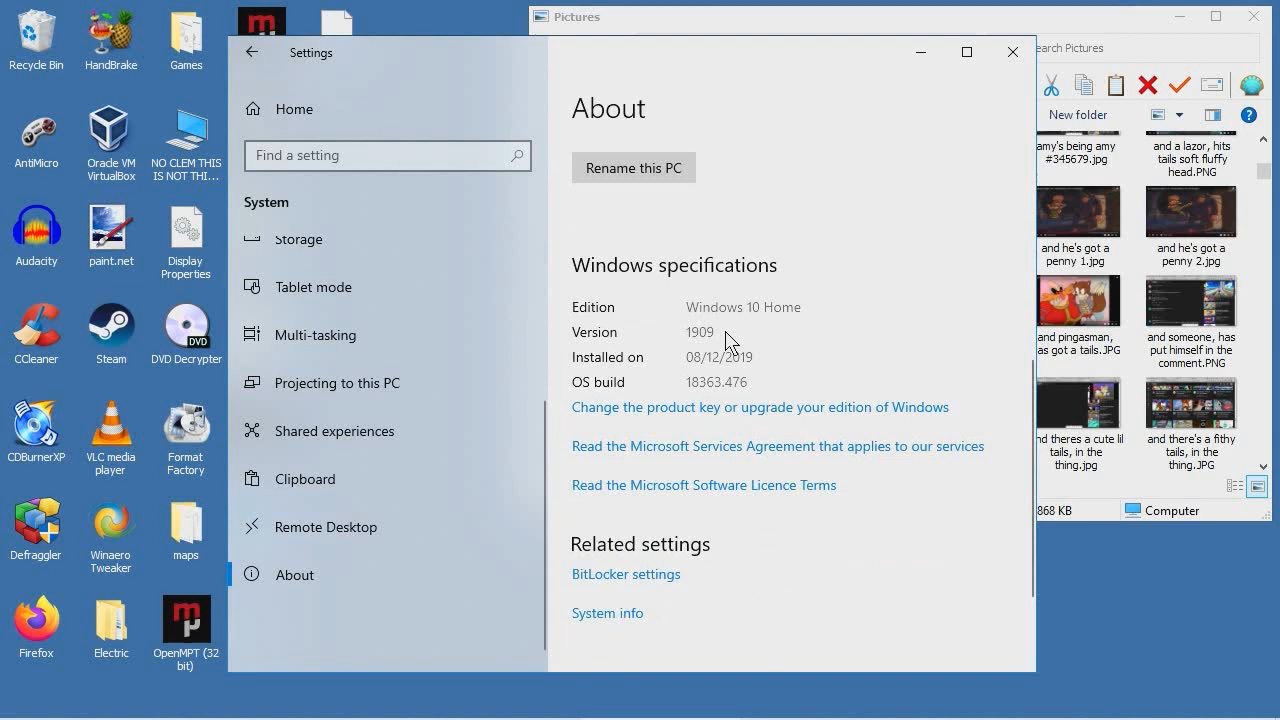 Recycle Bin
HandBrake
Games
AntiMicro
Oracle VM
VirtualBox
NO CLEM THIS
IS NOT THI...
Audacity
paint.net
Display
Properties
CCleaner
Steam
DVD
DVD Decrypter
CDBurnerXP
VLC media
player
Format
Factory
Defraggler
Winaero
Tweaker
maps
Firefox
Electric
OpenMPT (32
bit)
Settings
Home
Find a setting
System
Storage
Tablet mode
Multi-tasking
Projecting to this PC
Shared experiences
Clipboard
Remote Desktop
About
About
Rename this PC
Windows specifications
Edition Windows 10 Home
Version 1909
Installed on 08/12/2019
OS build 18363.476
Change the product key or upgrade your edition of Windows
Read the Microsoft Services Agreement that applies to our services
Read the Microsoft Software Licence Terms
Related settings
BitLocker settings
System info
Pictures
earch Pictures
New folder
amy's being amy
#345679.jpg
and a lazor, hits
tails soft fluffy
head.PNG
and he's got a
penny 1.jpg
and he's got a
penny 2.jpg
and pingasman,
as got a tails.JPG
and someone, has
put himself in the
comment.PNG
nd theres a cute lil
tails, in the
thing.jpg
and there's a fithy
tails, in the
thing.JPG
868 KB
Computer